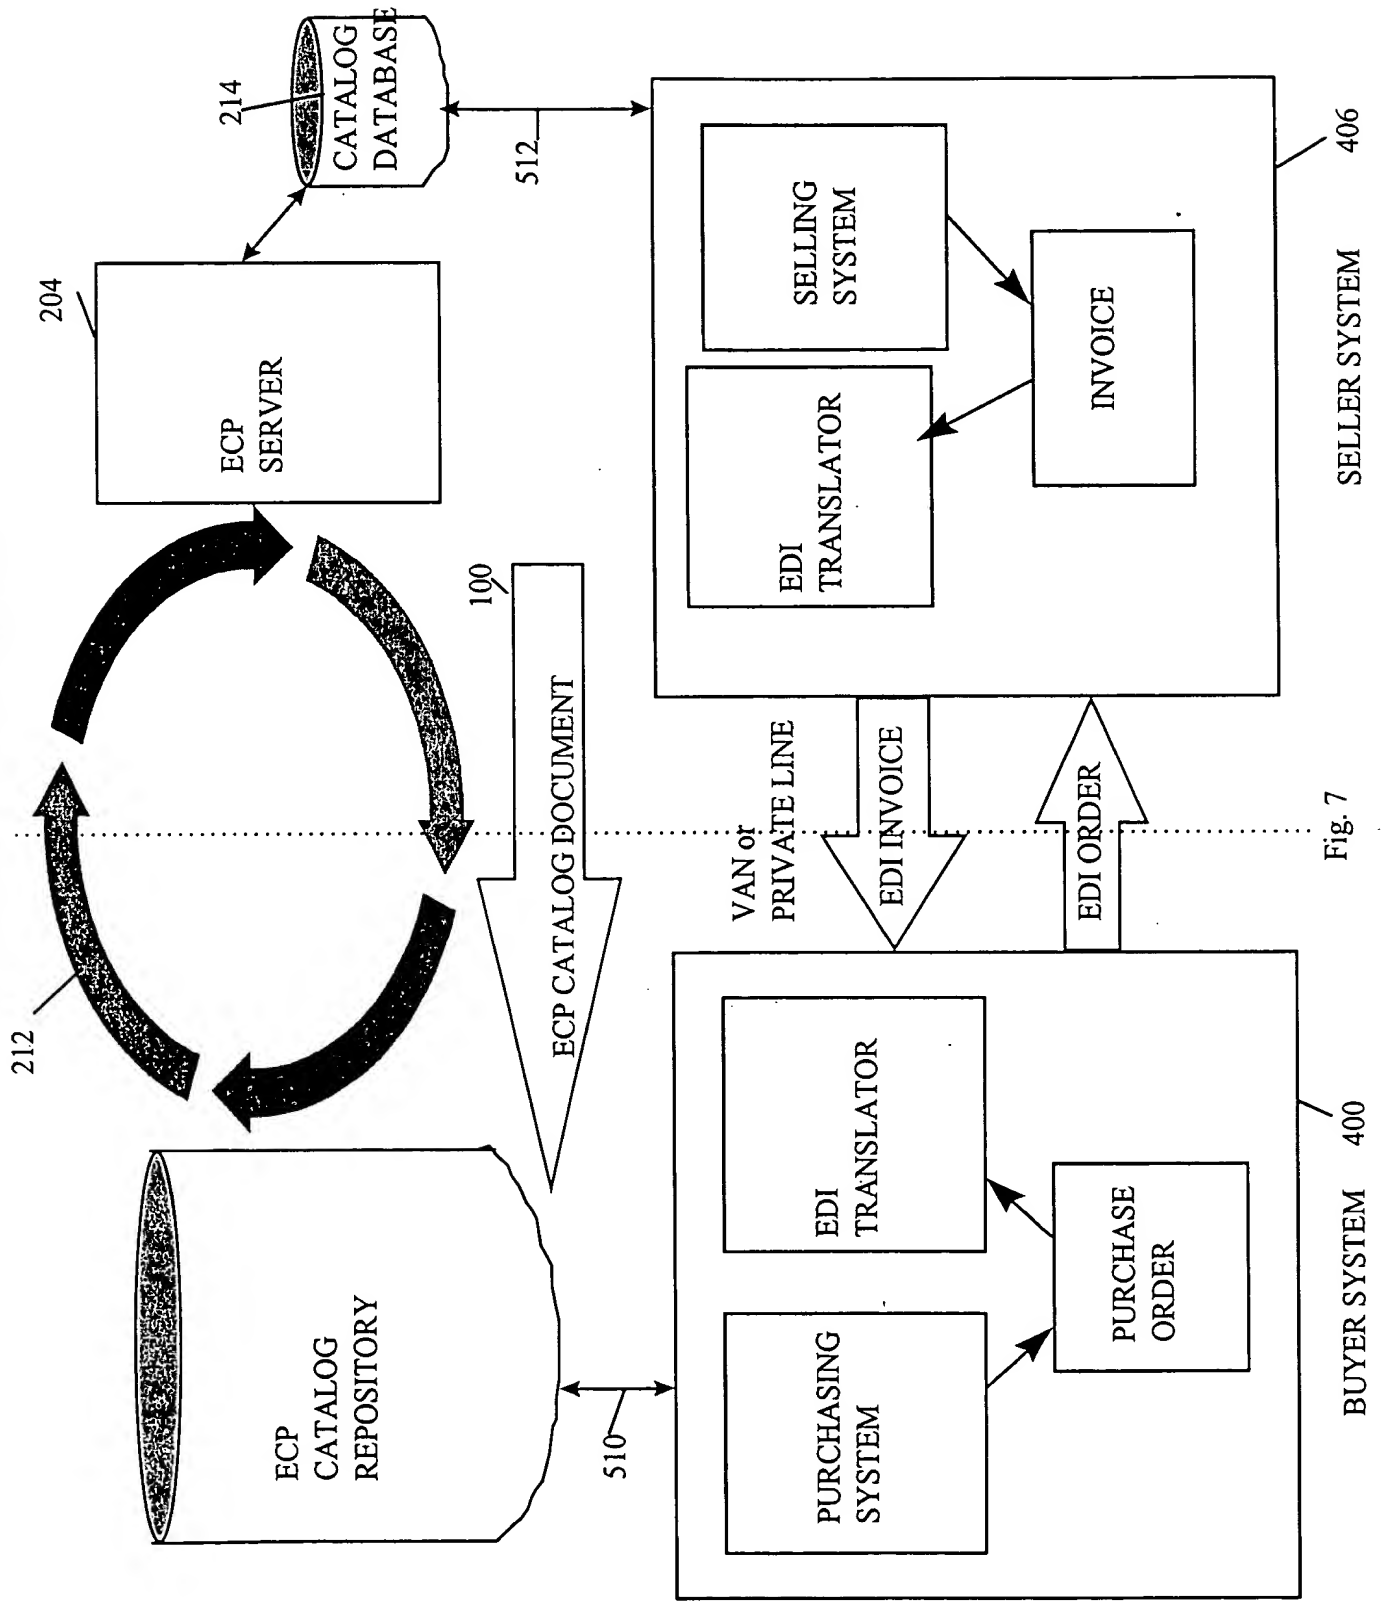 212
204
214
ECP
CATALOG
REPOSITORY
ECP
SERVER
CATALOG
DATABASE
510
ECP CATALOG DOCUMENT
100
512
PURCHASING
SYSTEM
EDI
TRANSLATOR
PURCHASE
ORDER
VAN or
PRIVATE LINE
EDI INVOICE
EDI ORDER
EDI
TRANSLATOR
SELLING
SYSTEM
INVOICE
BUYER SYSTEM
400
SELLER SYSTEM
406
Fig. 7